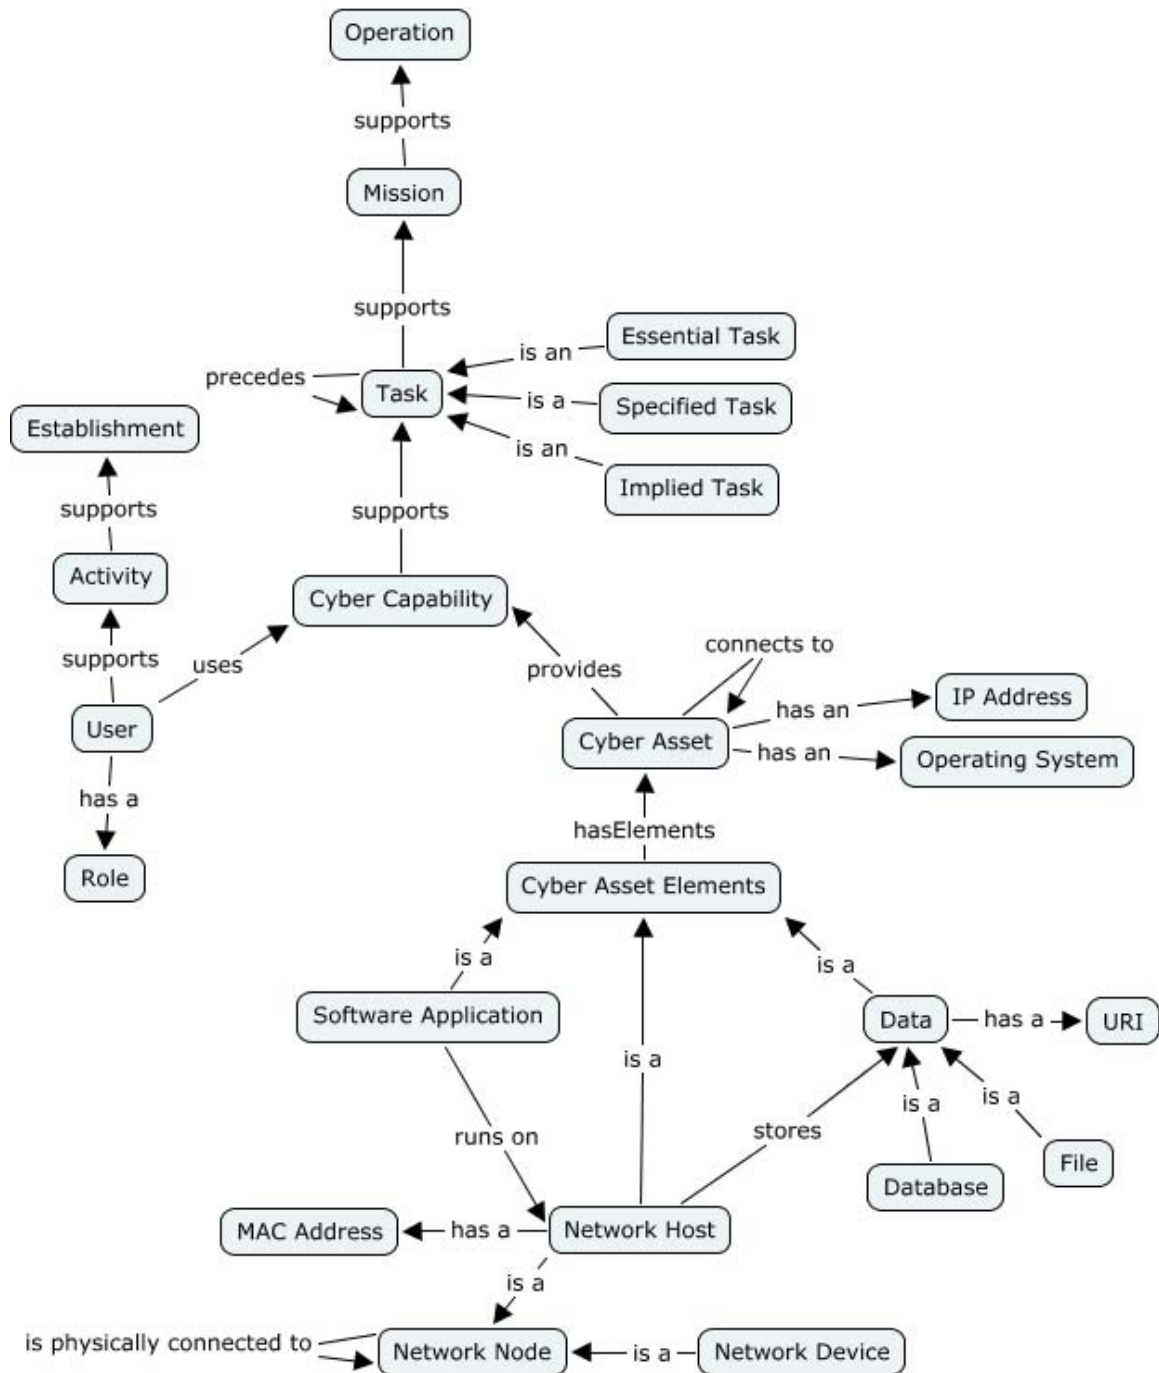 Operation
supports
Mission
supports
Essential Task
is an
precedes
Task
is a
Specified Task
Establishment
is an
Implied Task
supports
supports
Activity
Cyber Capability
connects to
supports
uses
provides
IP Address
has an
User
Cyber Asset
has an
Operating System
has a
hasElements
Role
Cyber Asset Elements
is a
is a
Software Application
Data
has a
URI
is a
is a
is a
runs on
stores
File
Database
MAC Address
has a
Network Host
is a
is physically connected to
Network Node
is a
Network Device